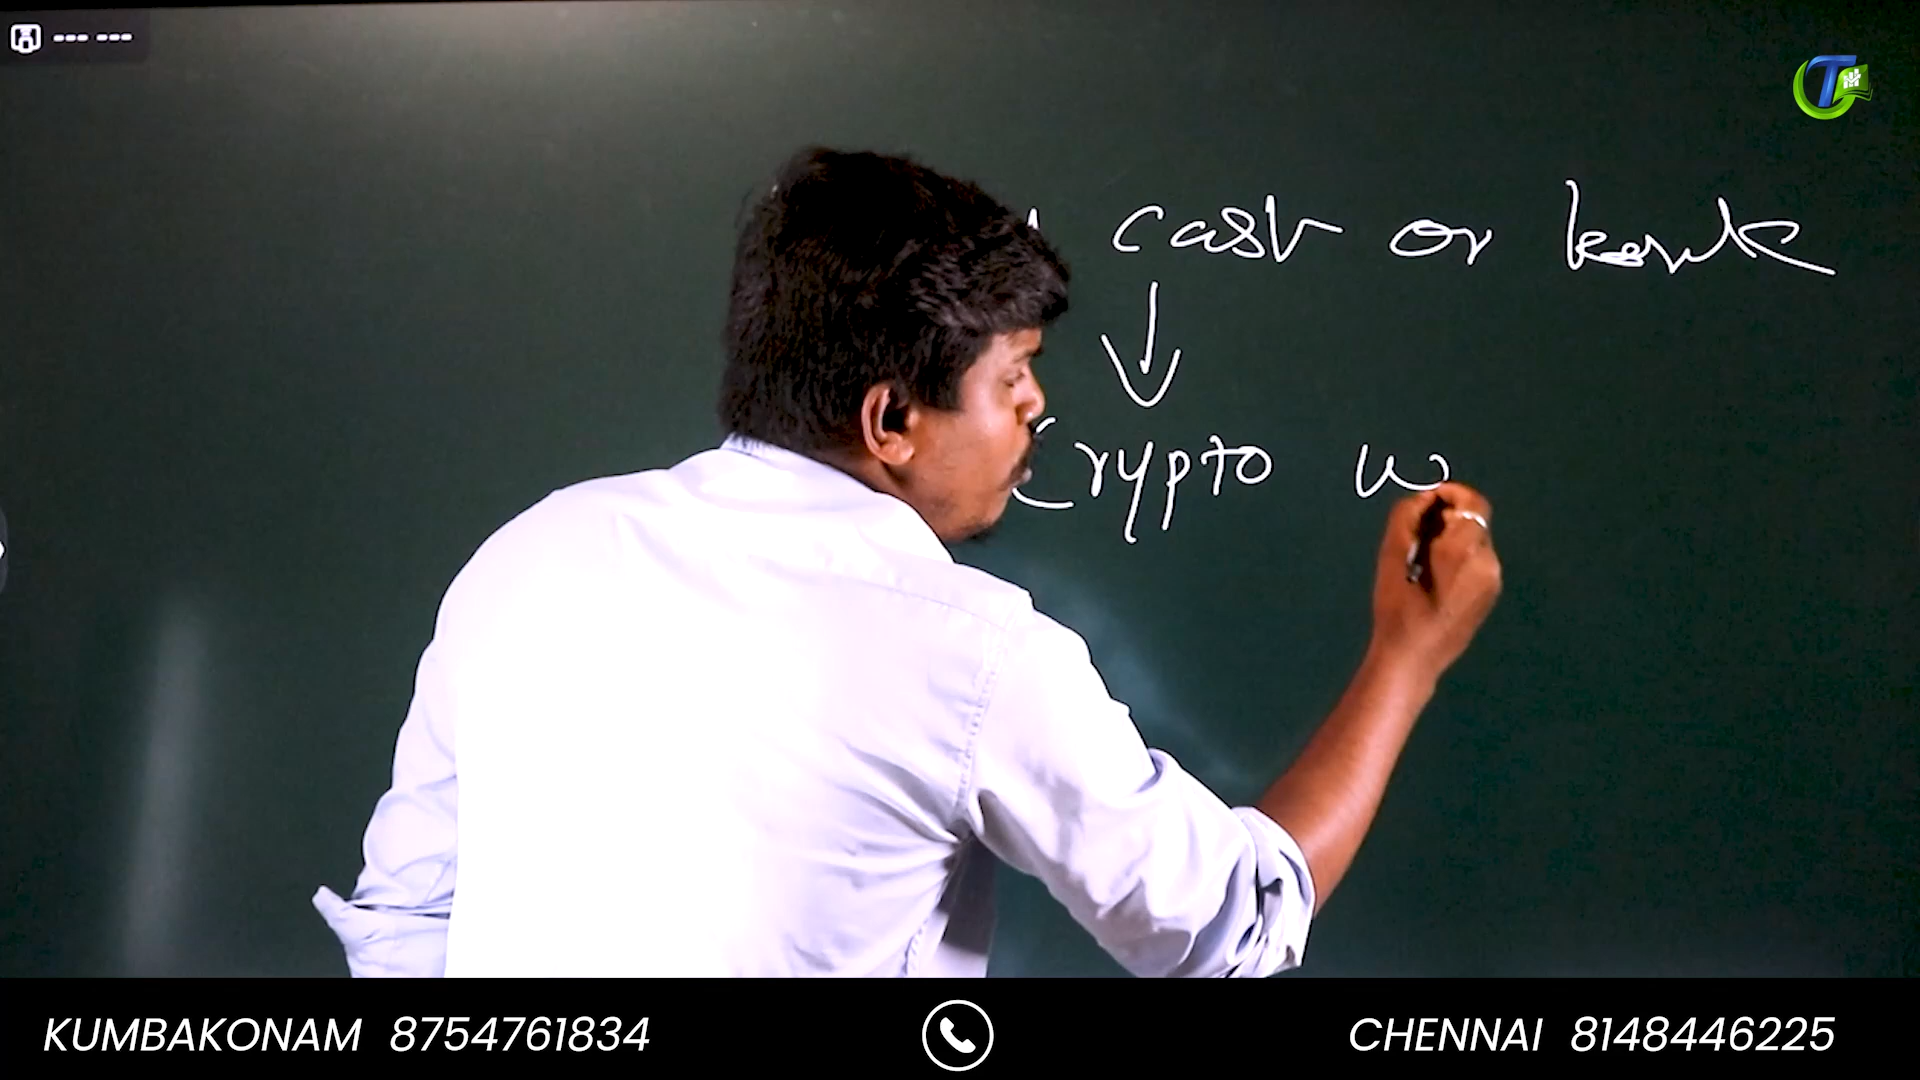 cash or bank
Crypto w
KUMBAKONAM 8754761834
CHENNAI 8148446225